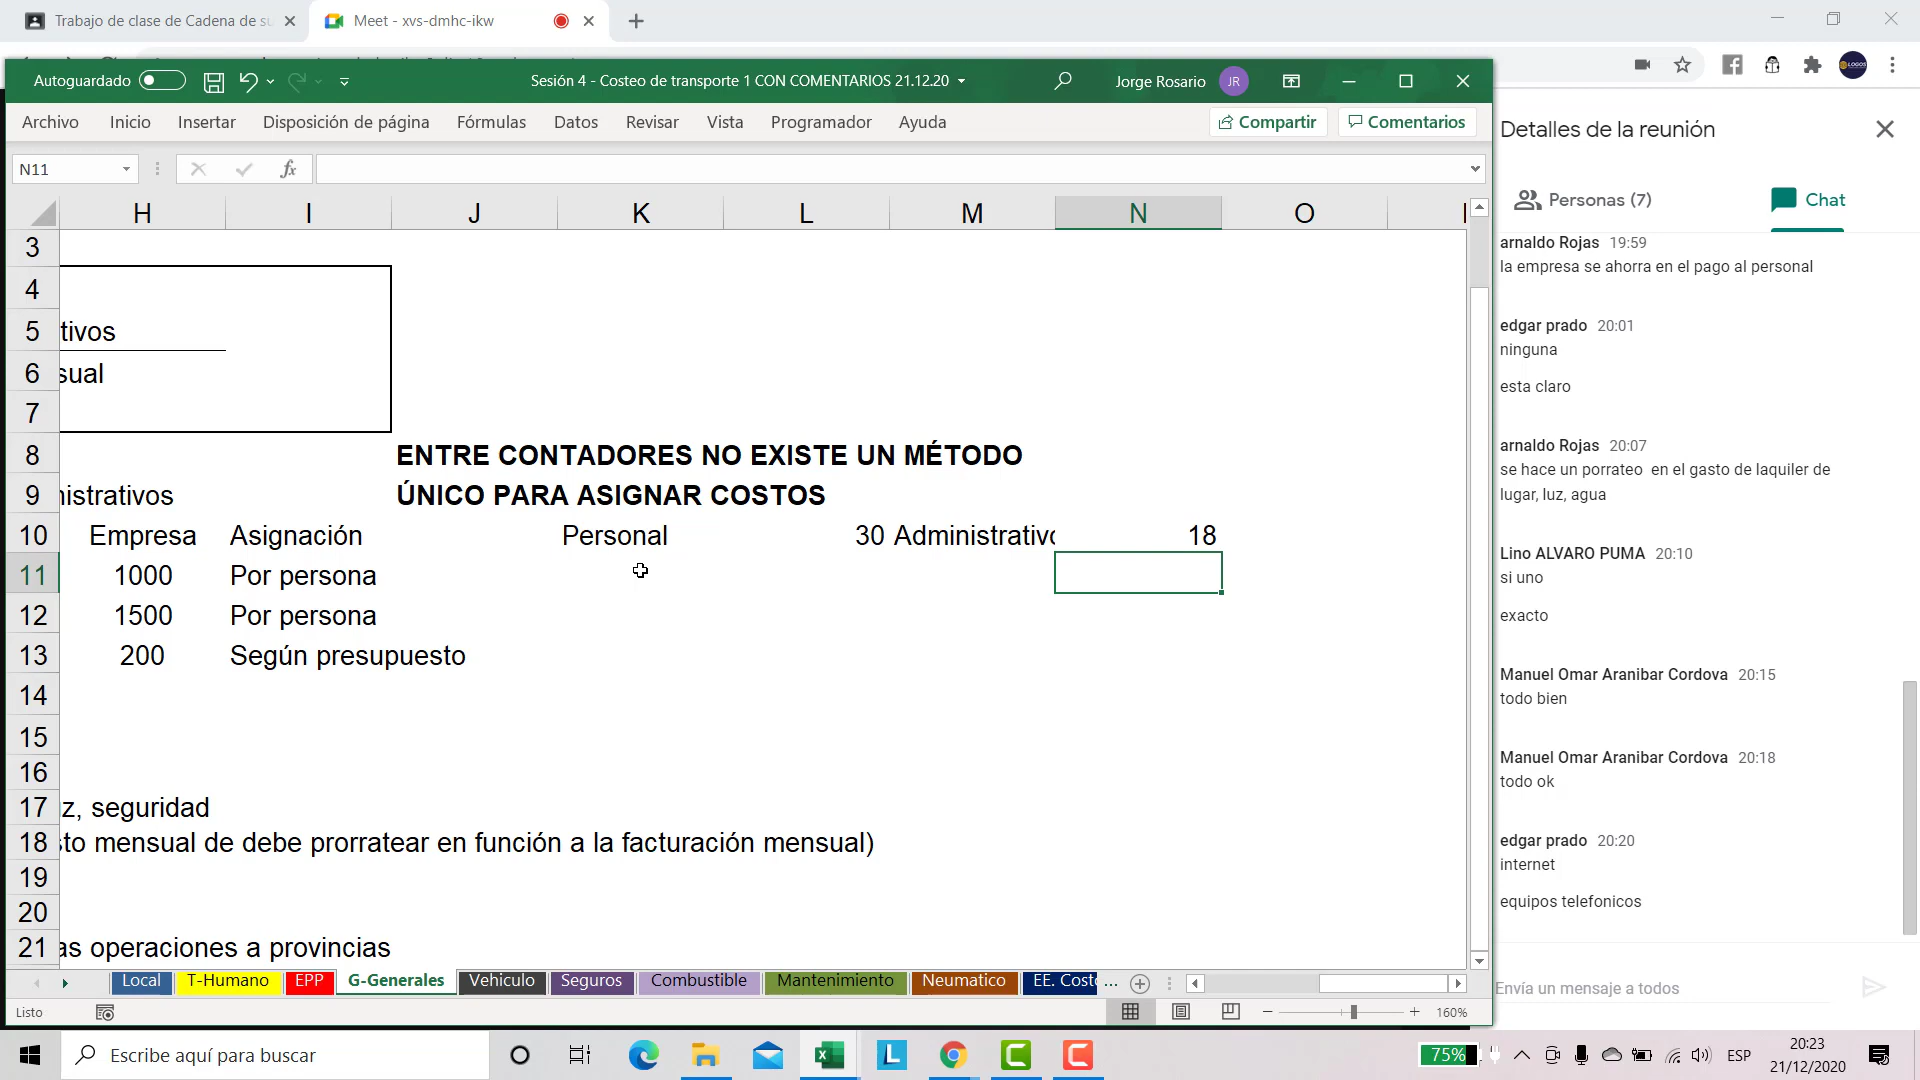 Trabajo de clase de Cadena de su
Meet - xvs-dmhc-ikw
Autoguardado
Sesión 4 - Costeo de transporte 1 CON COMENTARIOS 21.12.20
Jorge Rosario
JR
Archivo
Inicio
Insertar
Disposición de página
Fórmulas
Datos
Revisar
Vista
Programador
Ayuda
Compartir
Comentarios
N11
fx
H I J K L M N O
3
4
5 tivos
6 sual
7
8 ENTRE CONTADORES NO EXISTE UN MÉTODO
9 nistrativos ÚNICO PARA ASIGNAR COSTOS
10 Empresa Asignación Personal 30 Administrativo 18
11 1000 Por persona
12 1500 Por persona
13 200 Según presupuesto
14
15
16
17 z, seguridad
18 sto mensual de debe prorratear en función a la facturación mensual)
19
20
21 as operaciones a provincias
Local
T-Humano
EPP
G-Generales
Vehiculo
Seguros
Combustible
Mantenimiento
Neumatico
EE. Costo
...
Listo
160%
Detalles de la reunión
Personas (7)
Chat
arnaldo Rojas 19:59
la empresa se ahorra en el pago al personal
edgar prado 20:01
ninguna
esta claro
arnaldo Rojas 20:07
se hace un porrateo en el gasto de laquiler de
lugar, luz, agua
Lino ALVARO PUMA 20:10
si uno
exacto
Manuel Omar Aranibar Cordova 20:15
todo bien
Manuel Omar Aranibar Cordova 20:18
todo ok
edgar prado 20:20
internet
equipos telefonicos
Envía un mensaje a todos
Escribe aquí para buscar
75%
ESP
20:23
21/12/2020